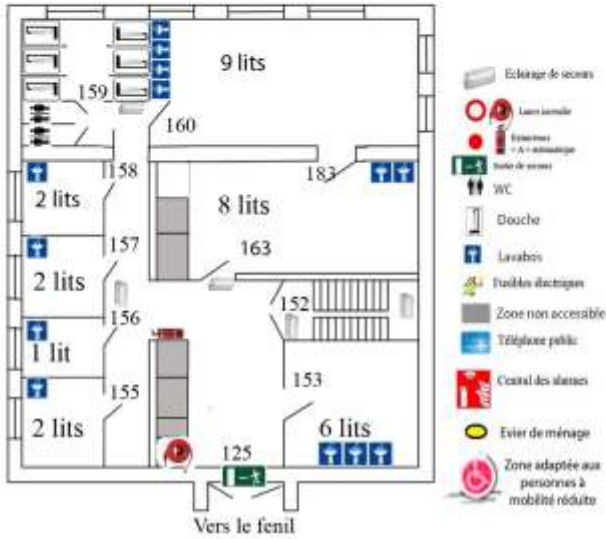 9 lits
159
160
158
183
2 lits
8 lits
157
163
2 lits
152
156
1 lit
153
155
2 lits
6 lits
125
Vers le fenil
Eclairage de secours
Lance incendie
Extincteurs
« A » automatique
Sortie de secours
WC
Douche
Lavabos
Fusibles électriques
Zone non accessible
Téléphone public
Central des alarmes
Evier de ménage
Zone adaptée aux
personnes à
mobilité réduite